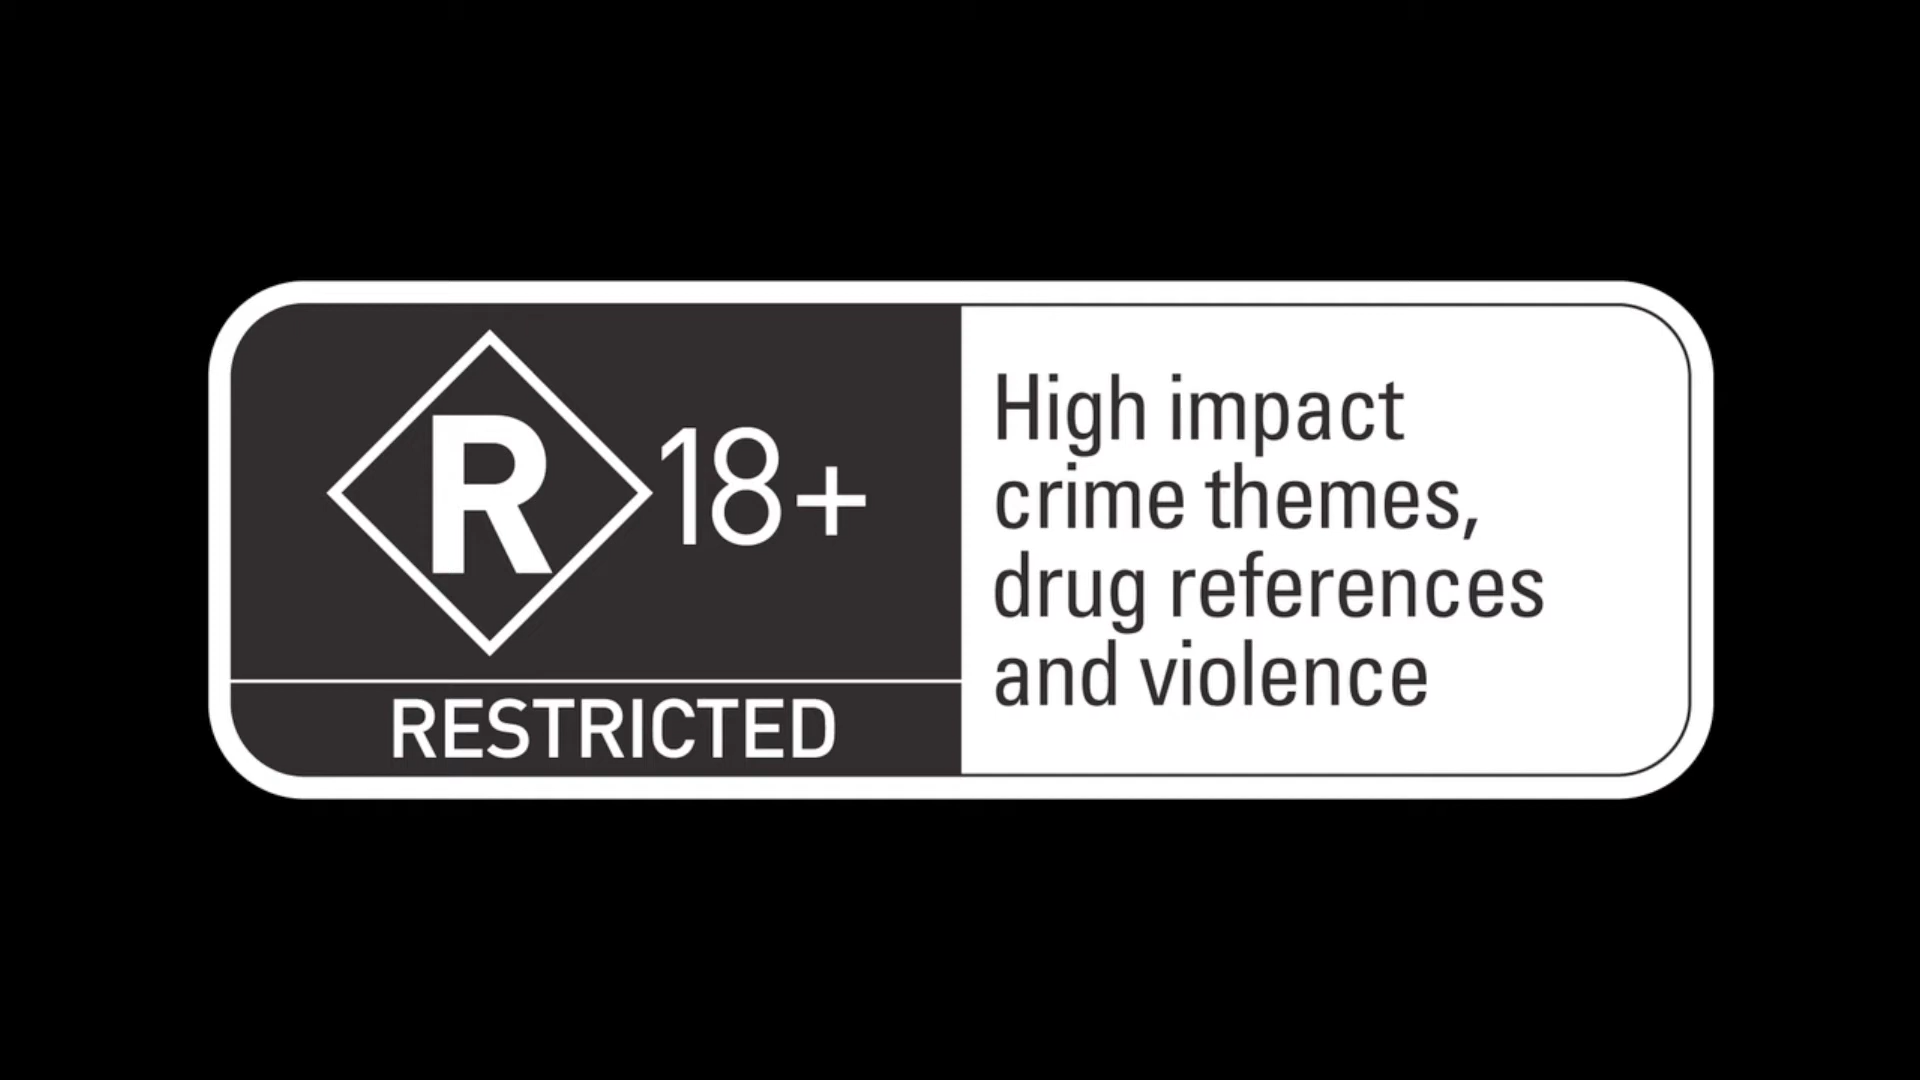 R 18+
RESTRICTED
High impact
crime themes,
drug references
and violence